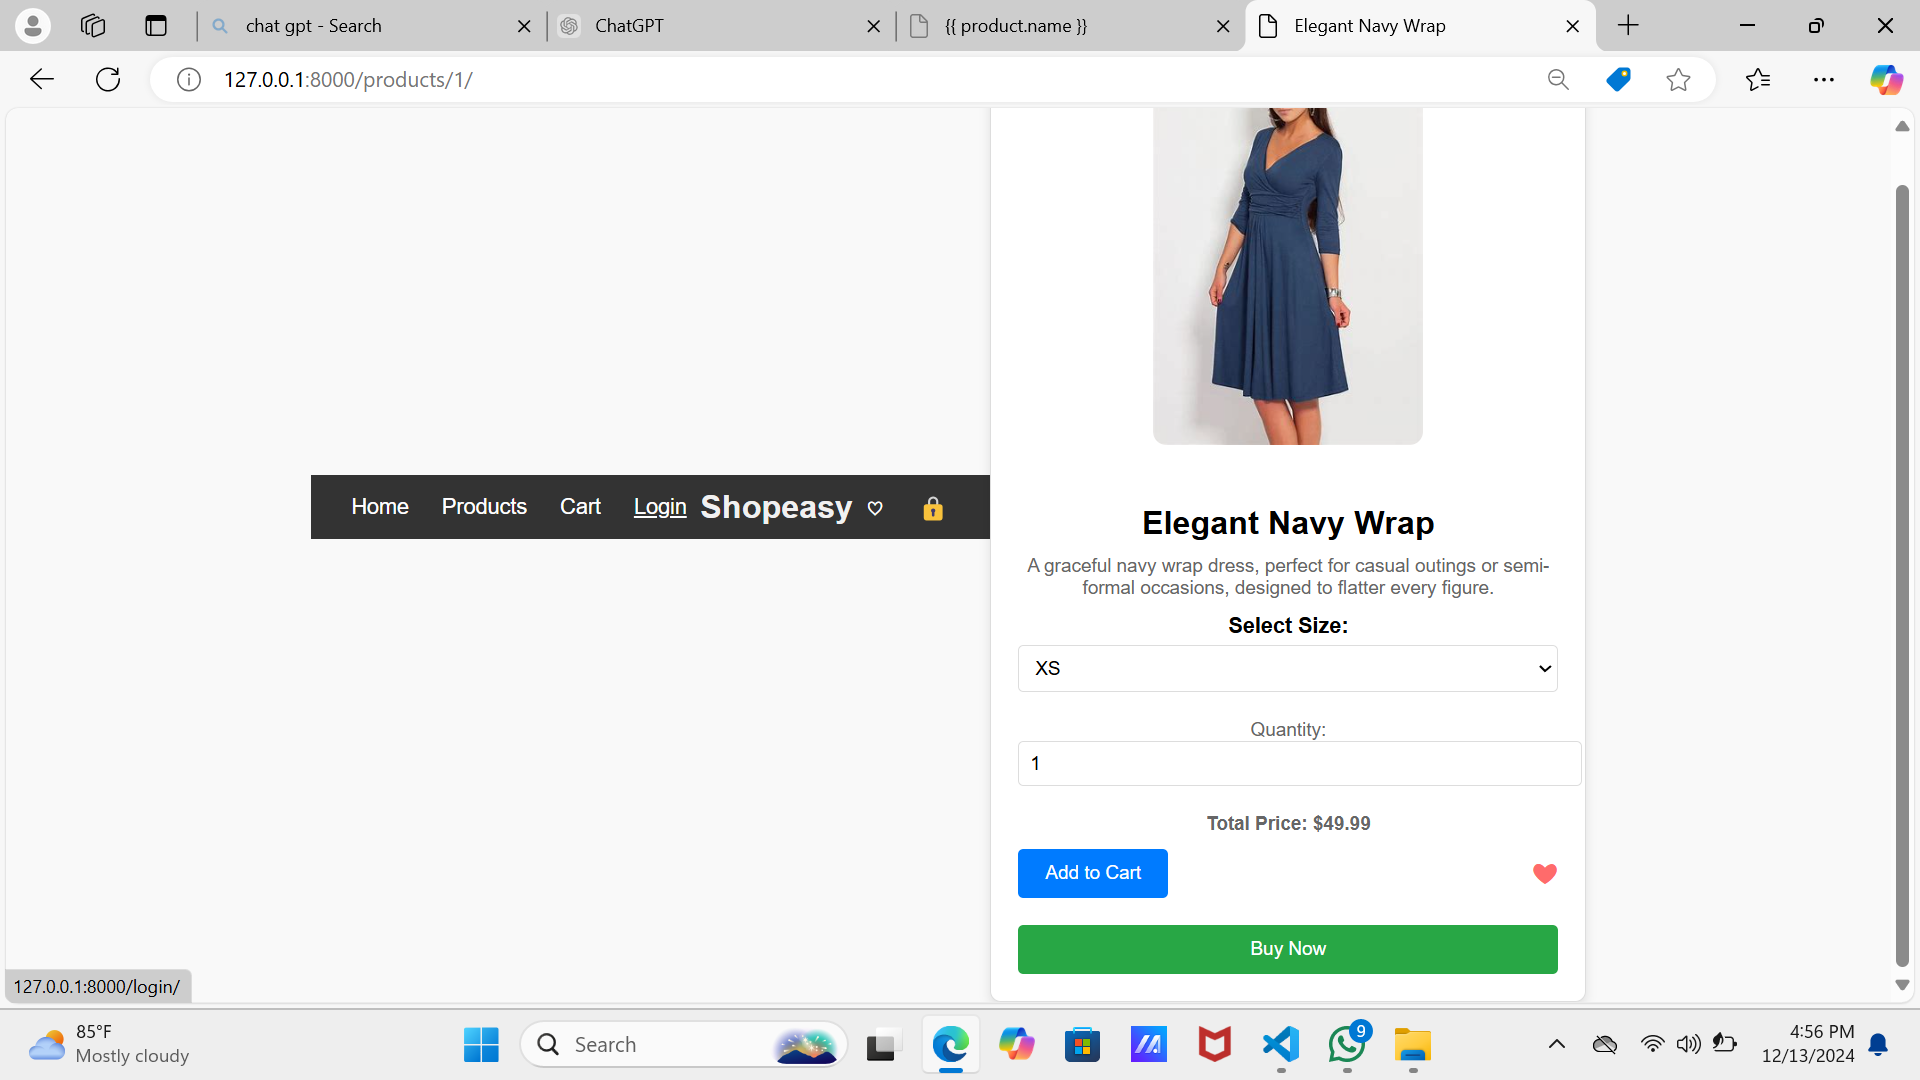 chat gpt - Search
ChatGPT
{{ product.name }}
Elegant Navy Wrap
127.0.0.1:8000/products/1/
Home Products Cart Login Shopeasy
Elegant Navy Wrap
A graceful navy wrap dress, perfect for casual outings or semi-
formal occasions, designed to flatter every figure.
Select Size:
XS
Quantity:
1
Total Price: $49.99
Add to Cart
Buy Now
127.0.0.1:8000/login/
85°F
Mostly cloudy
Search
9
4:56 PM
12/13/2024